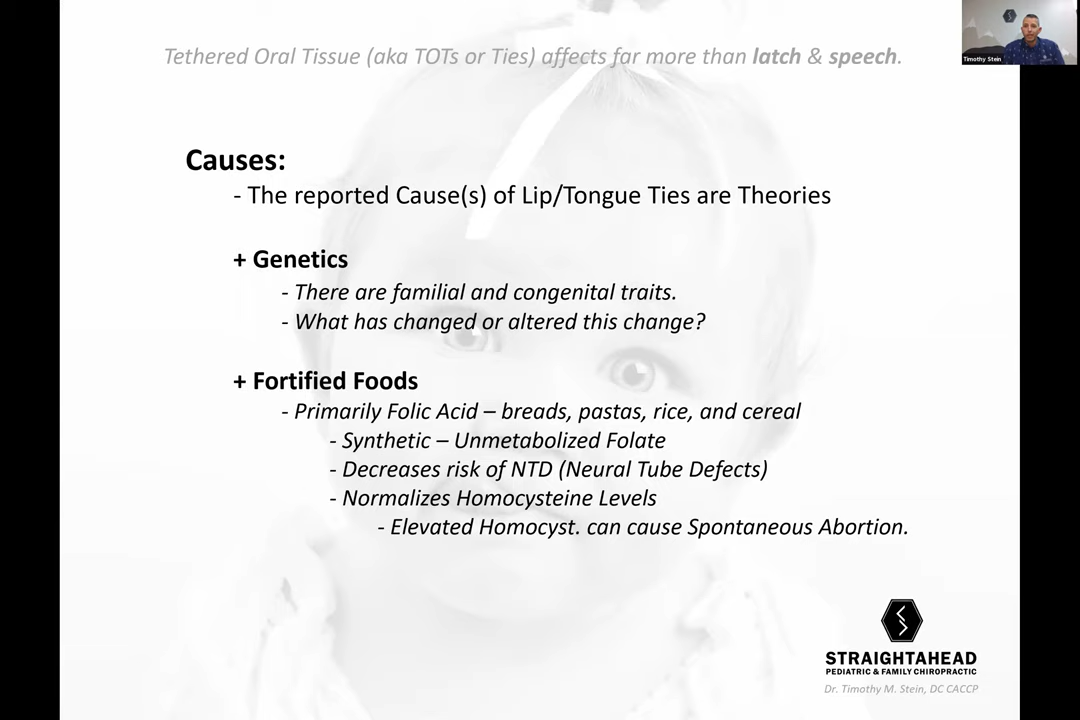 Tethered Oral Tissue (aka TOTs or Ties) affects far more than latch & speech.
Timothy Stein
Causes:
- The reported Cause(s) of Lip/Tongue Ties are Theories
+ Genetics
- There are familial and congenital traits.
- What has changed or altered this change?
+ Fortified Foods
- Primarily Folic Acid – breads, pastas, rice, and cereal
- Synthetic – Unmetabolized Folate
- Decreases risk of NTD (Neural Tube Defects)
- Normalizes Homocysteine Levels
- Elevated Homocyst. can cause Spontaneous Abortion.
STRAIGHTAHEAD
PEDIATRIC & FAMILY CHIROPRACTIC
Dr. Timothy M. Stein, DC CACCP